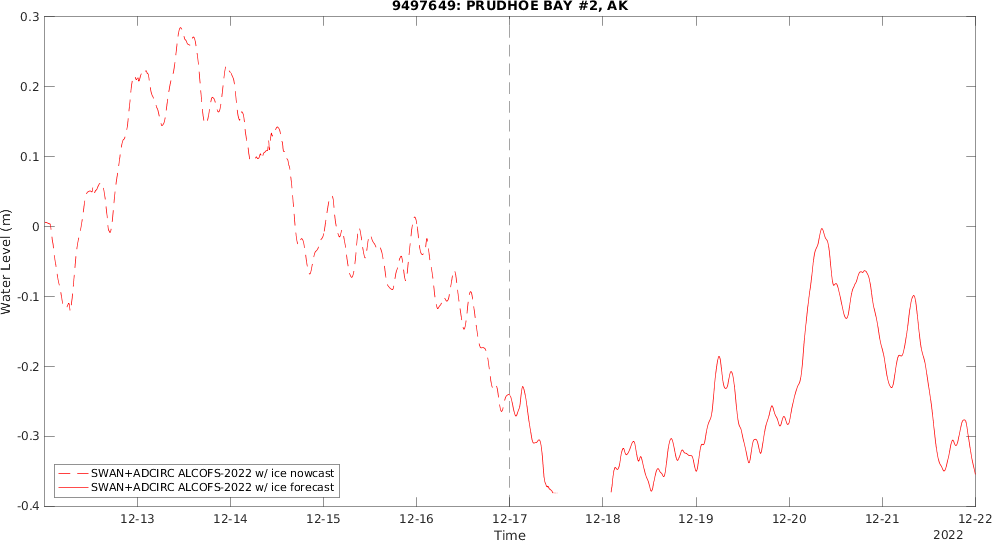 9497649: PRUDHOE BAY #2, AK
0.3
0.2
0.1
0
-0.1
-0.2
-0.3
-0.4
Water Level (m)
SWAN+ADCIRC ALCOFS-2022 w/ ice nowcast
SWAN+ADCIRC ALCOFS-2022 w/ ice forecast
12-13 12-14 12-15 12-16 12-17 12-18 12-19 12-20 12-21 12-22
Time
2022